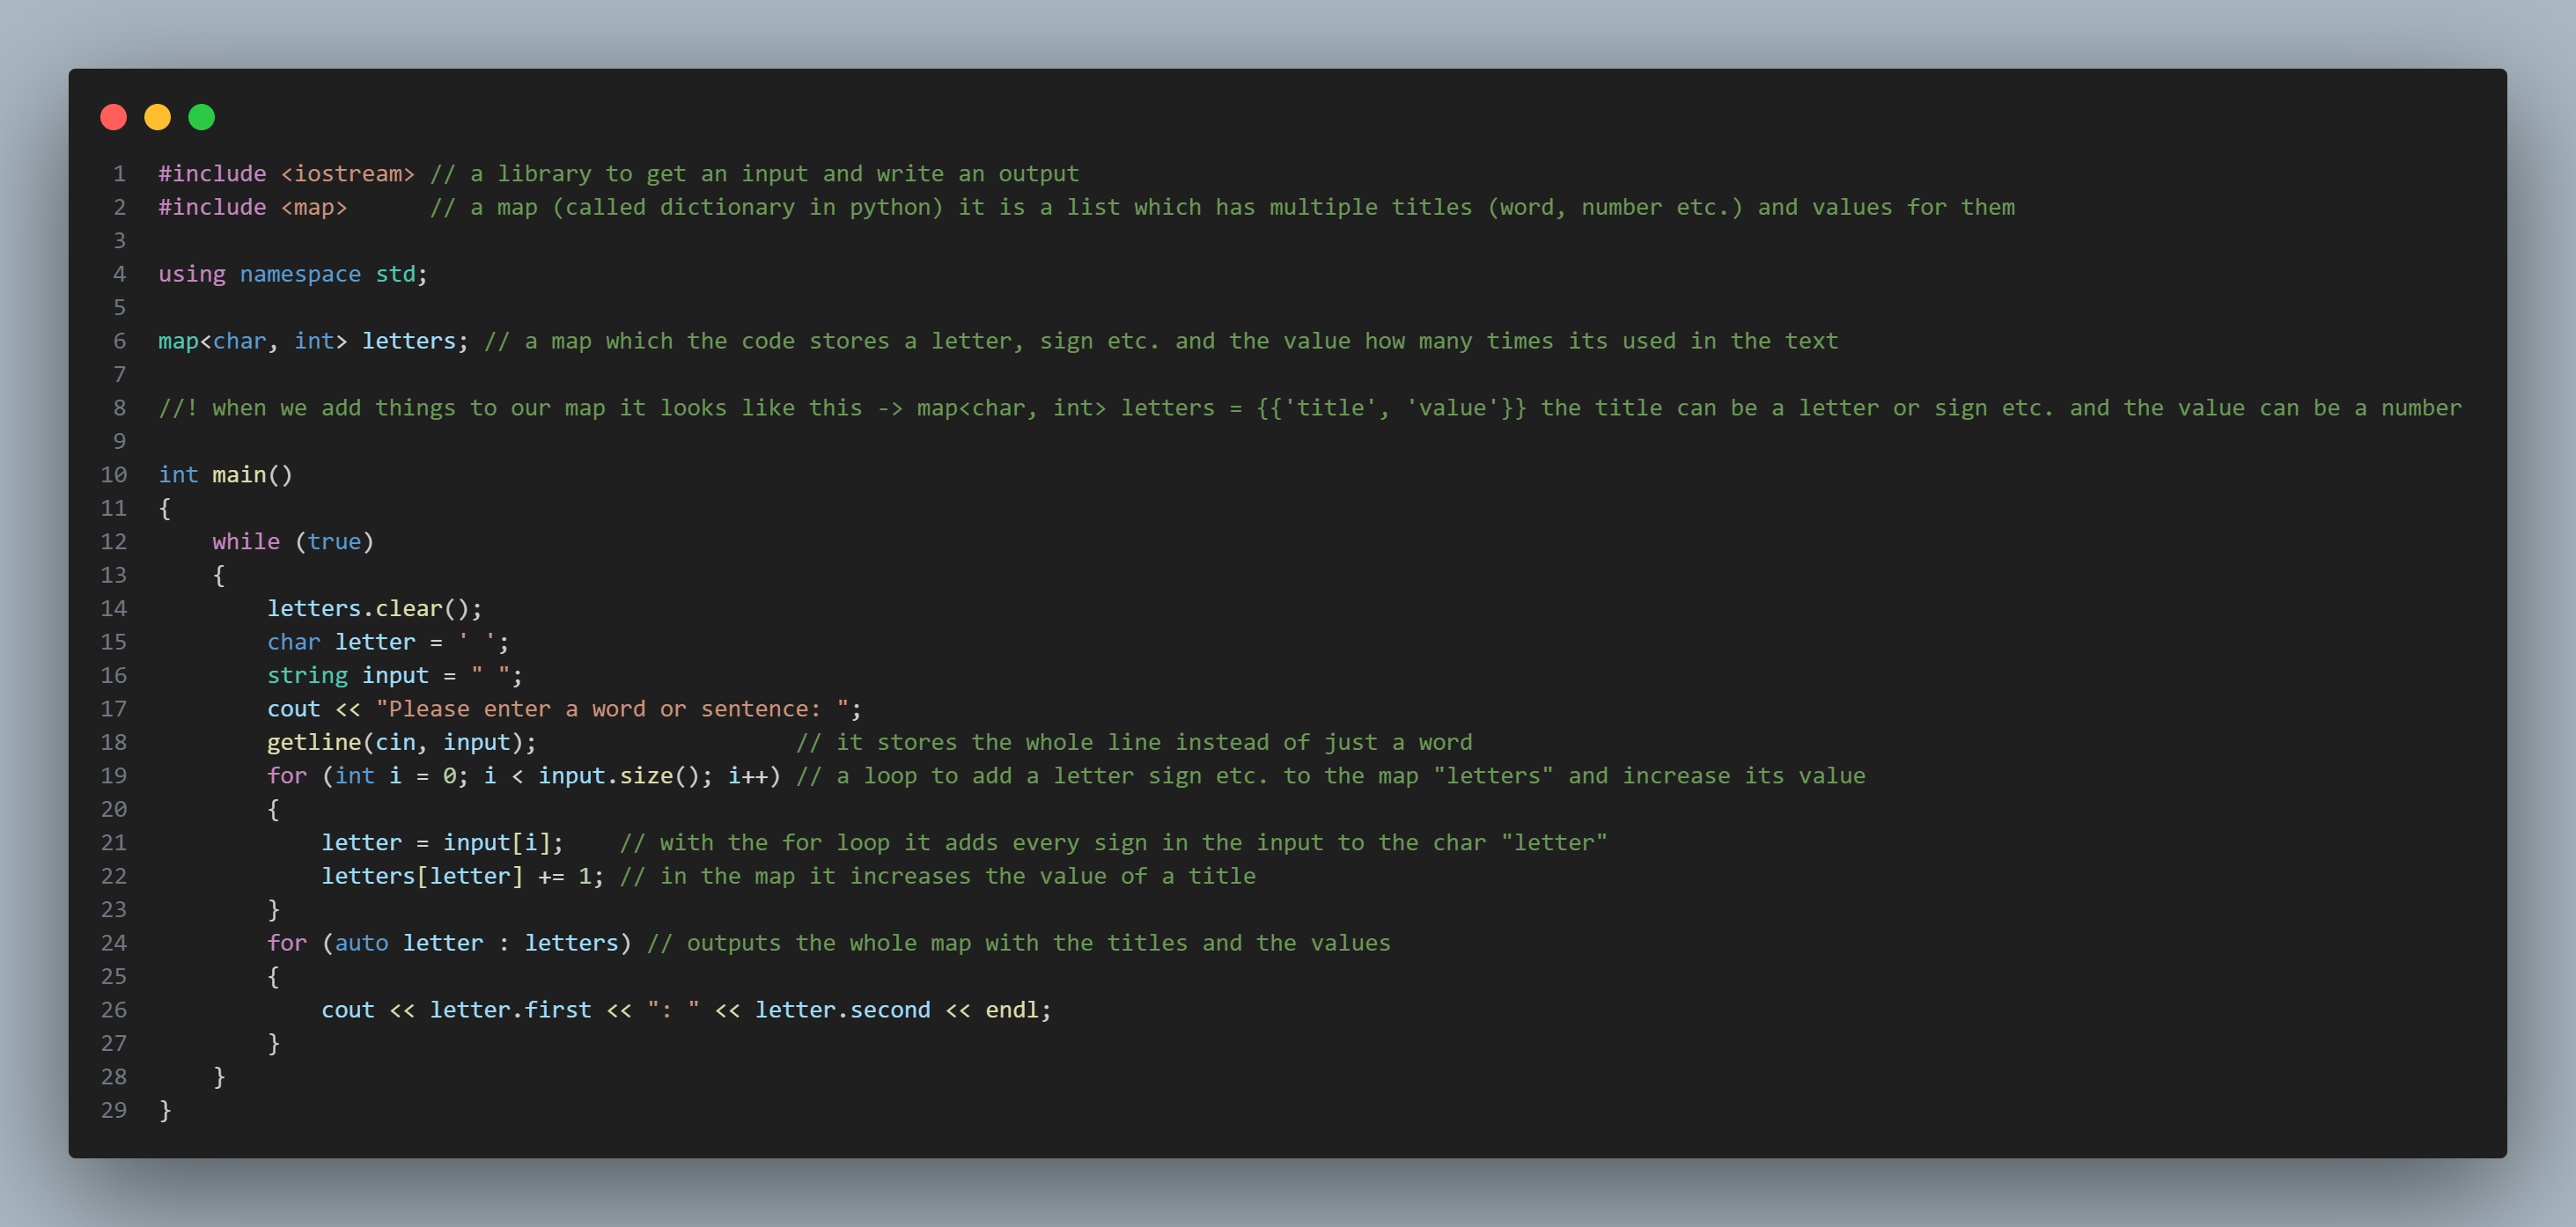 1 #include <iostream> // a library to get an input and write an output
2 #include <map>      // a map (called dictionary in python) it is a list which has multiple titles (word, number etc.) and values for them
3
4 using namespace std;
5
6 map<char, int> letters; // a map which the code stores a letter, sign etc. and the value how many times its used in the text
7
8 //! when we add things to our map it looks like this -> map<char, int> letters = {{'title', 'value'}} the title can be a letter or sign etc. and the value can be a number
9
10 int main()
11 {
12     while (true)
13     {
14         letters.clear();
15         char letter = ' ';
16         string input = " ";
17         cout << "Please enter a word or sentence: ";
18         getline(cin, input);                   // it stores the whole line instead of just a word
19         for (int i = 0; i < input.size(); i++) // a loop to add a letter sign etc. to the map "letters" and increase its value
20         {
21             letter = input[i];    // with the for loop it adds every sign in the input to the char "letter"
22             letters[letter] += 1; // in the map it increases the value of a title
23         }
24         for (auto letter : letters) // outputs the whole map with the titles and the values
25         {
26             cout << letter.first << ": " << letter.second << endl;
27         }
28     }
29 }